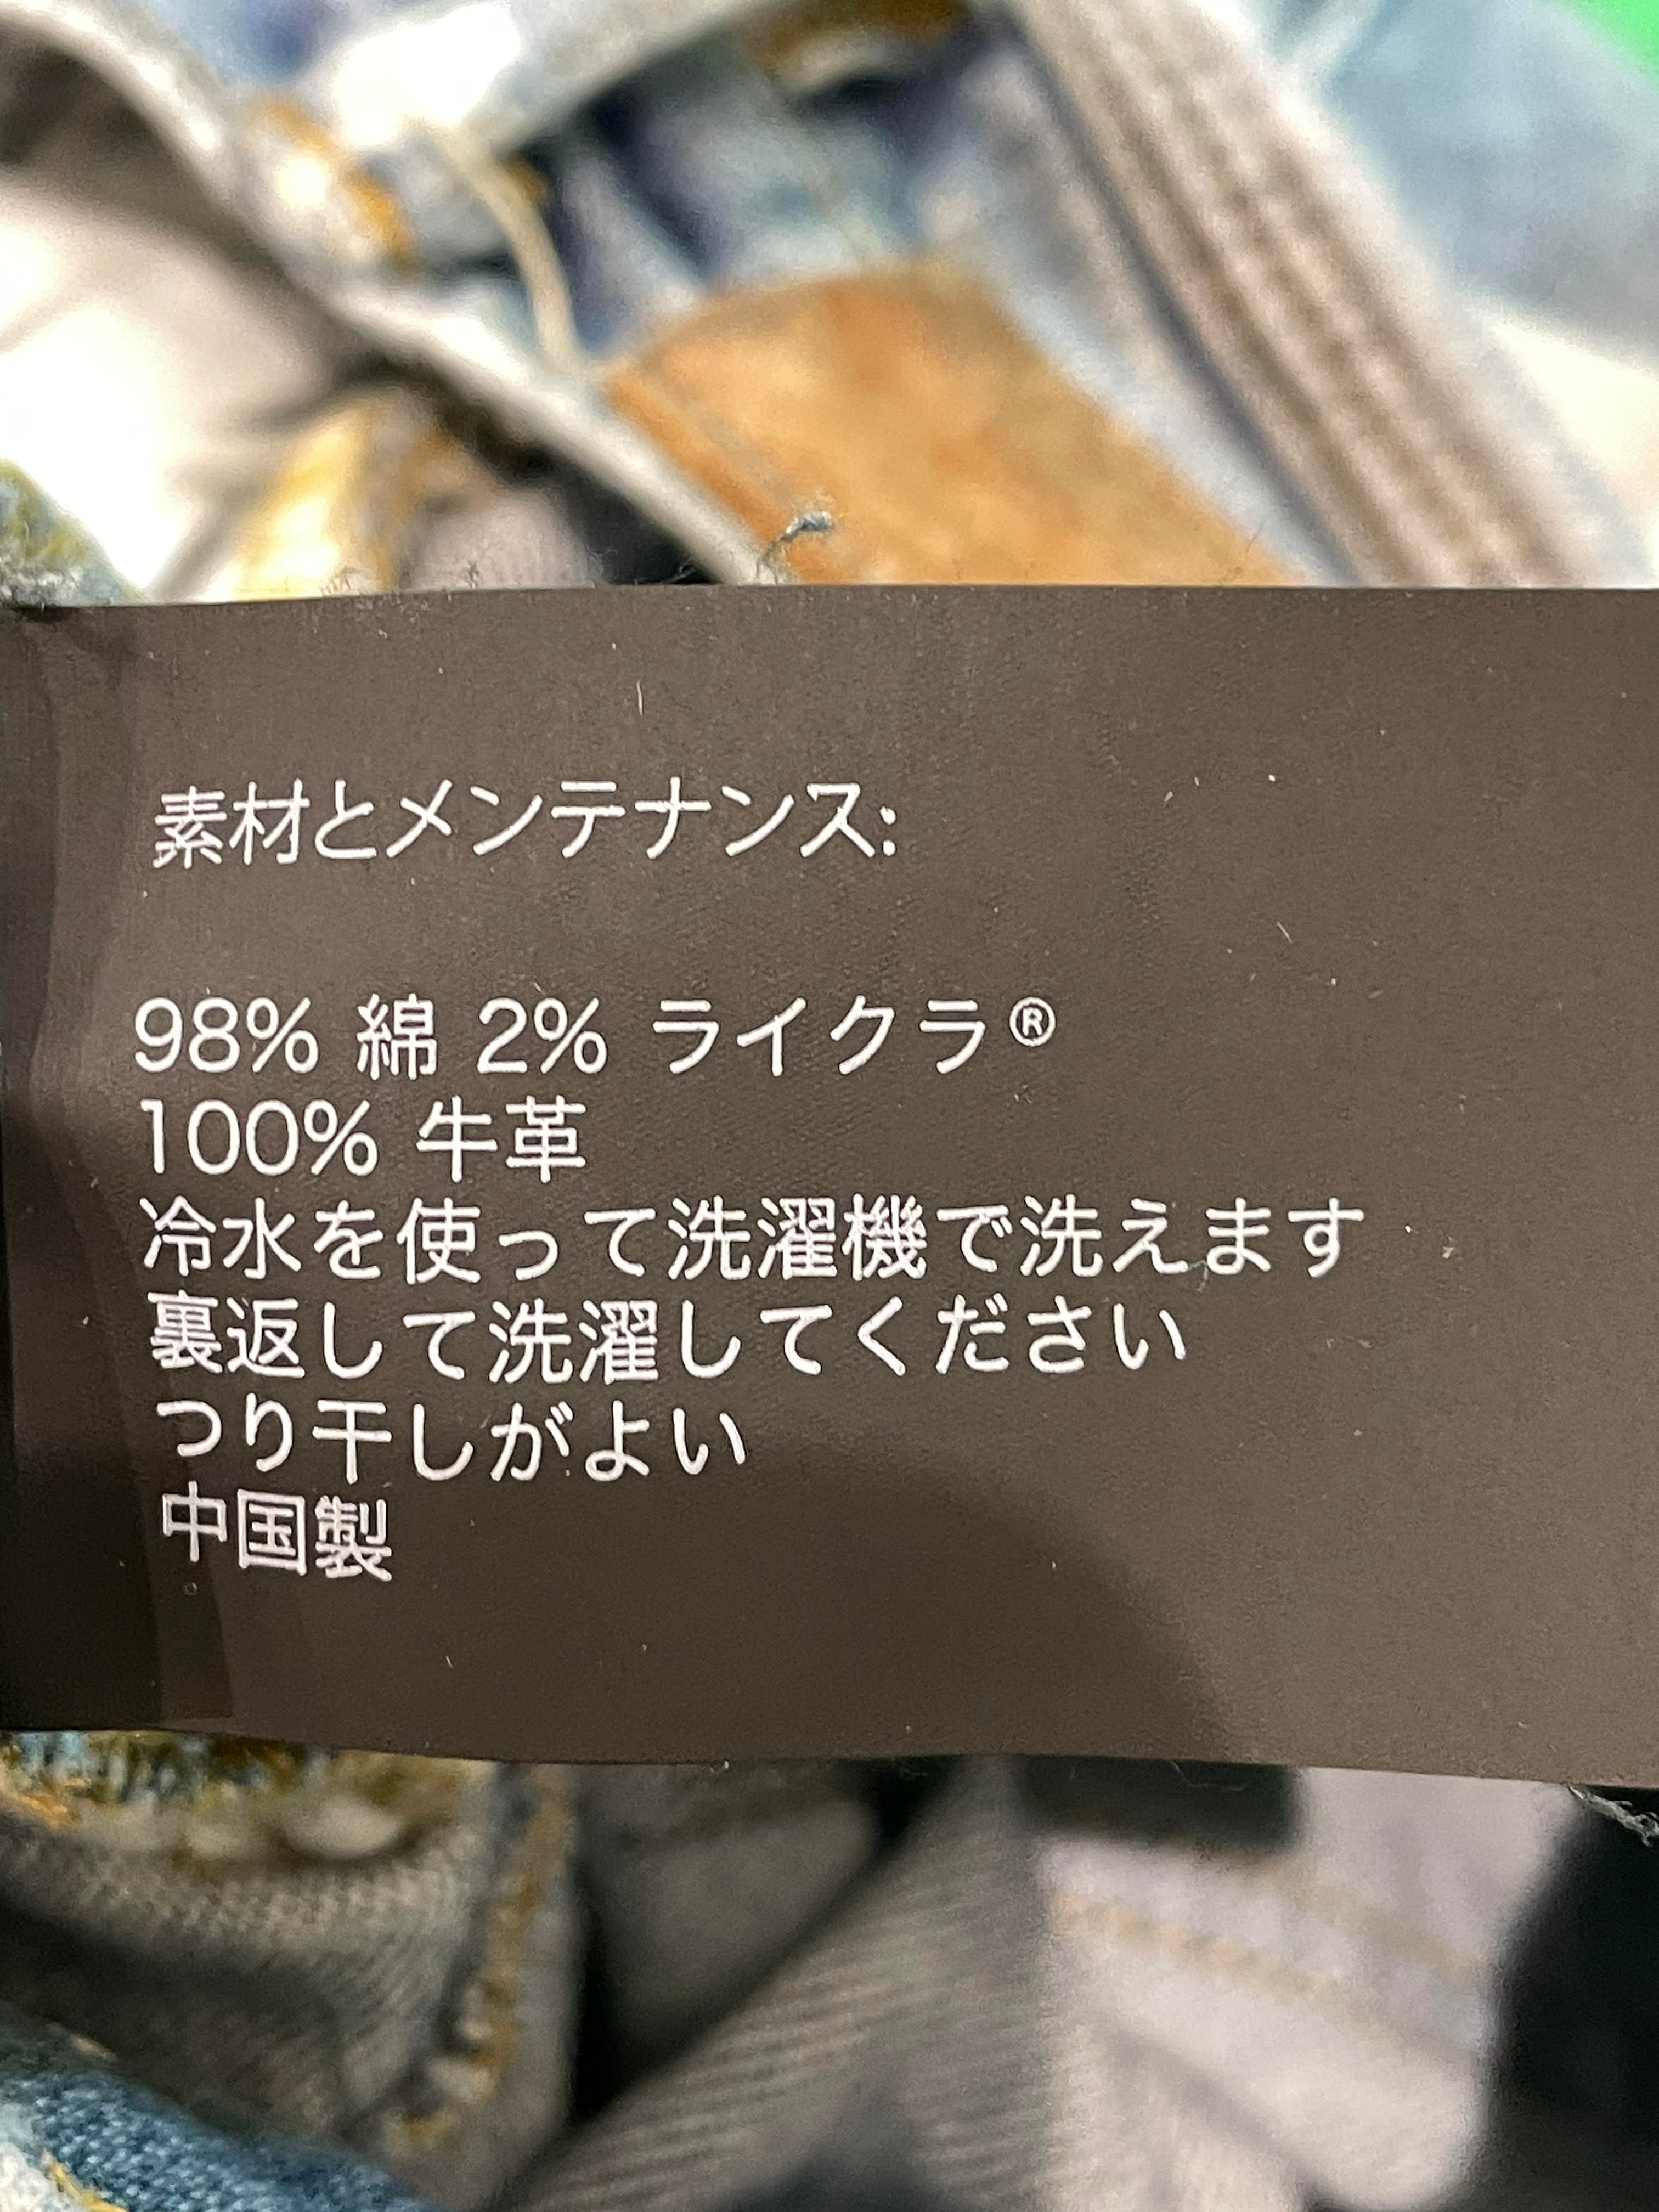 素材とメンテナンス:
98% 綿 2% ライクラ®
100% 牛革
冷水を使って洗濯機で洗えます
裏返して洗濯してください
つり干しがよい
中国製